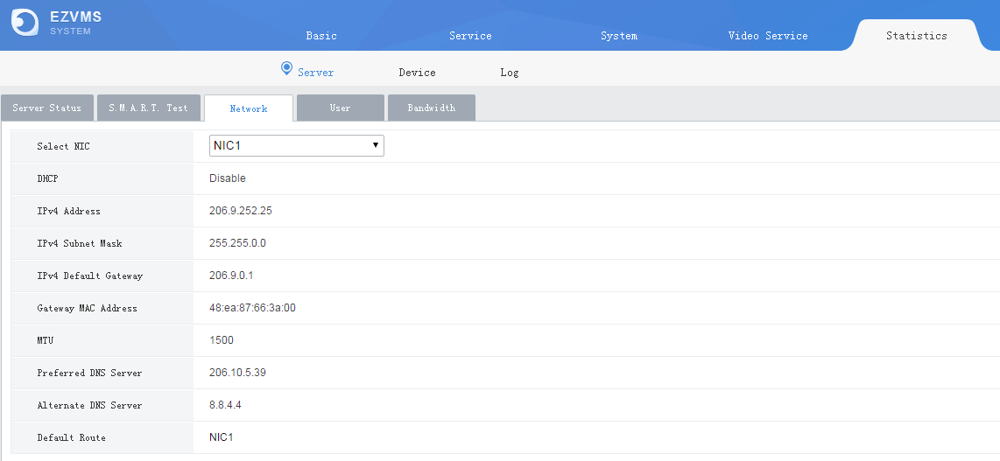 EZVMS
SYSTEM
Basic Service System Video Service Statistics
Server Device Log
Server Status S.M.A.R.T. Test Network User Bandwidth
Select NIC NIC1
DHCP Disable
IPv4 Address 206.9.252.25
IPv4 Subnet Mask 255.255.0.0
IPv4 Default Gateway 206.9.0.1
Gateway MAC Address 48:ea:87:66:3a:00
MTU 1500
Preferred DNS Server 206.10.5.39
Alternate DNS Server 8.8.4.4
Default Route NIC1